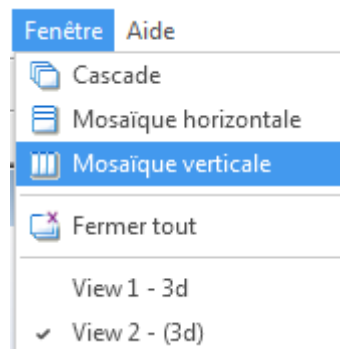 Fenêtre Aide
Cascade
Mosaïque horizontale
Mosaïque verticale
Fermer tout
View 1 - 3d
View 2 - (3d)